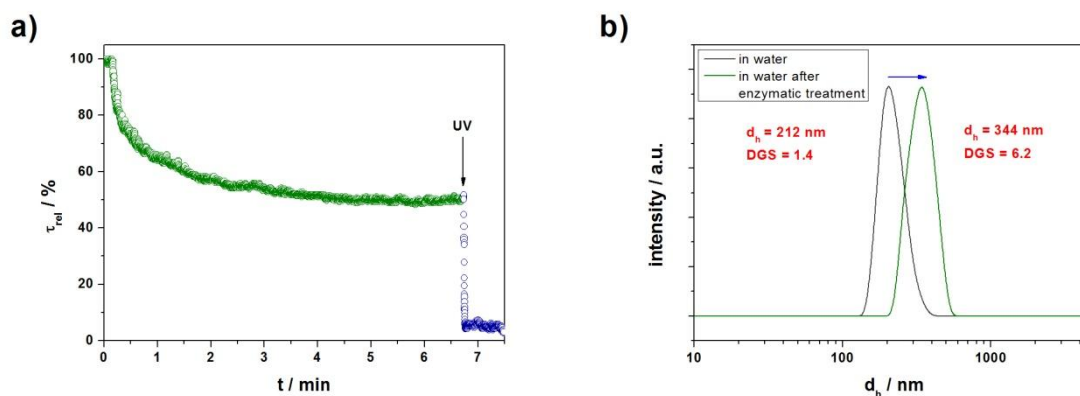 a)
τrel / %
100
80
60
40
20
0
UV
0 1 2 3 4 5 6 7
t / min
b)
intensity / a.u.
in water
in water after
enzymatic treatment
dh = 212 nm
DGS = 1.4
dh = 344 nm
DGS = 6.2
10 100 1000
dh / nm